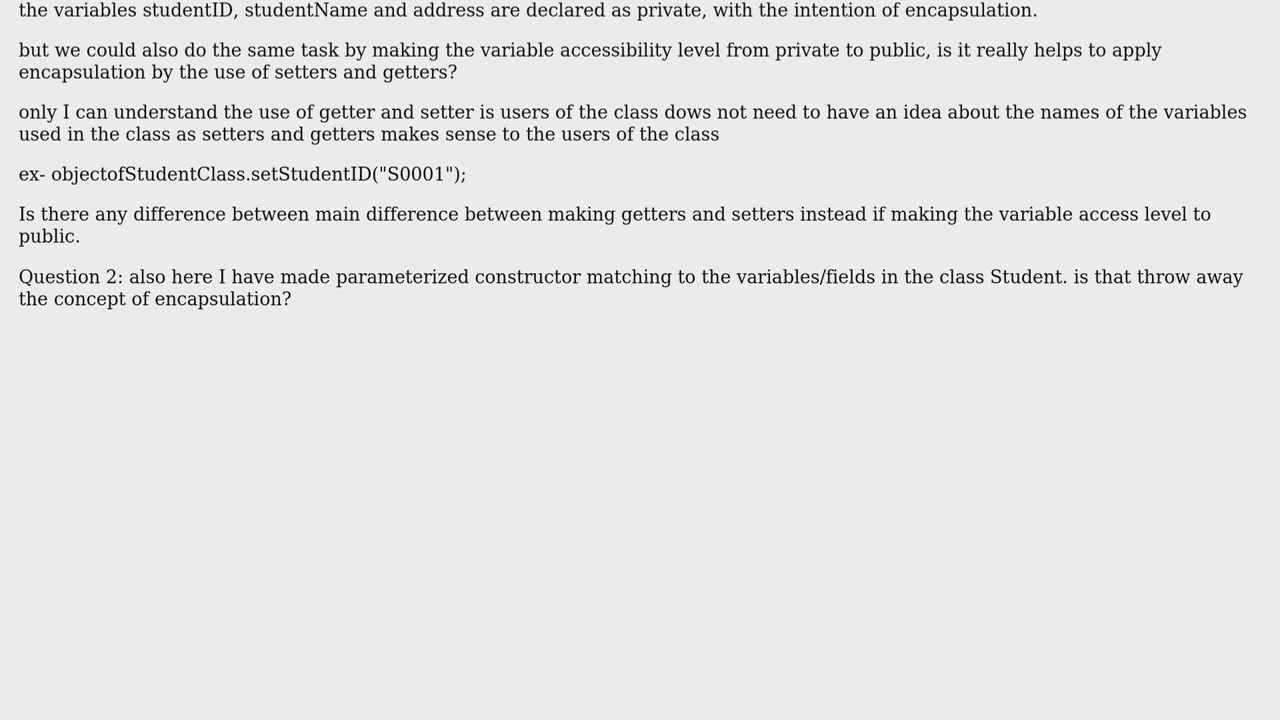 the variables studentID, studentName and address are declared as private, with the intention of encapsulation.
but we could also do the same task by making the variable accessibility level from private to public, is it really helps to apply
encapsulation by the use of setters and getters?
only I can understand the use of getter and setter is users of the class dows not need to have an idea about the names of the variables
used in the class as setters and getters makes sense to the users of the class
ex- objectofStudentClass.setStudentID("S0001");
Is there any difference between main difference between making getters and setters instead if making the variable access level to
public.
Question 2: also here I have made parameterized constructor matching to the variables/fields in the class Student. is that throw away
the concept of encapsulation?